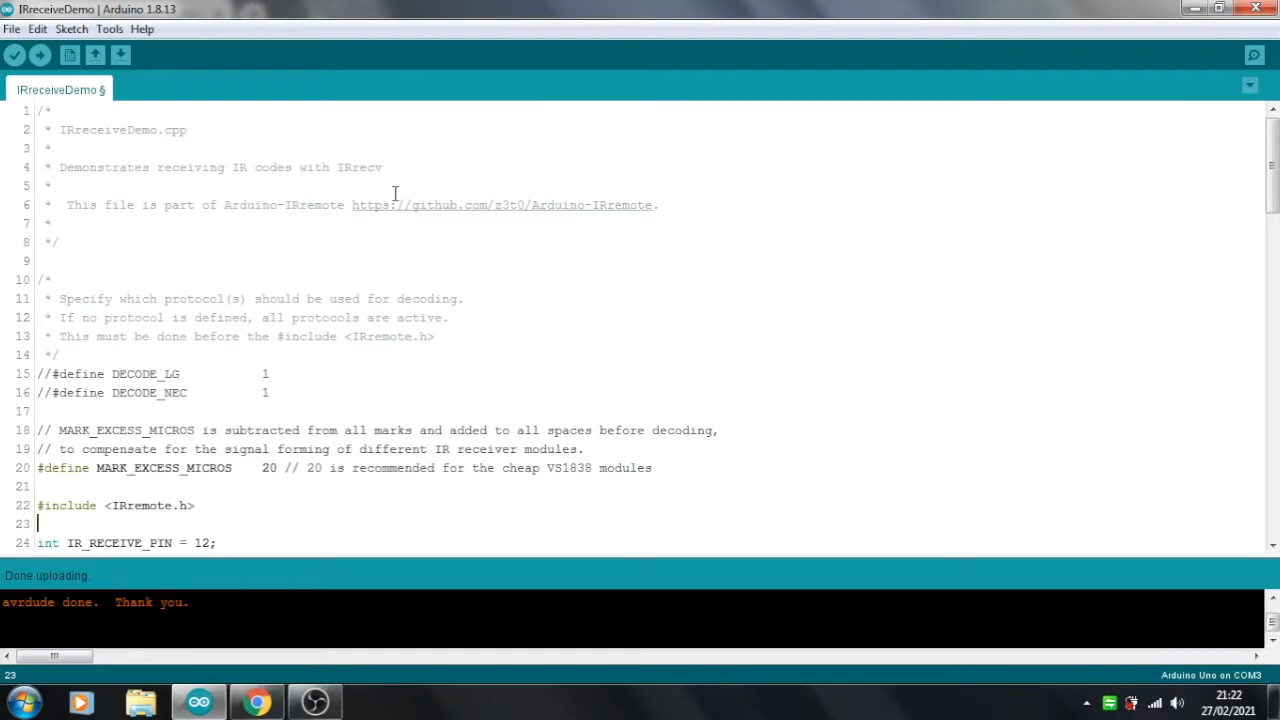 IRreceiveDemo | Arduino 1.8.13
File Edit Sketch Tools Help
IRreceiveDemo §
1 /*
2 * IRreceiveDemo.cpp
3 *
4 * Demonstrates receiving IR codes with IRrecv
5 *
6 * This file is part of Arduino-IRremote https://github.com/z3t0/Arduino-IRremote.
7 *
8 */
9
10 /*
11 * Specify which protocol(s) should be used for decoding.
12 * If no protocol is defined, all protocols are active.
13 * This must be done before the #include <IRremote.h>
14 */
15 //#define DECODE_LG 1
16 //#define DECODE_NEC 1
17
18 // MARK_EXCESS_MICROS is subtracted from all marks and added to all spaces before decoding,
19 // to compensate for the signal forming of different IR receiver modules.
20 #define MARK_EXCESS_MICROS 20 // 20 is recommended for the cheap VS1838 modules
21
22 #include <IRremote.h>
23
24 int IR_RECEIVE_PIN = 12;
Done uploading.
avrdude done. Thank you.
23 Arduino Uno on COM3
21:22
27/02/2021